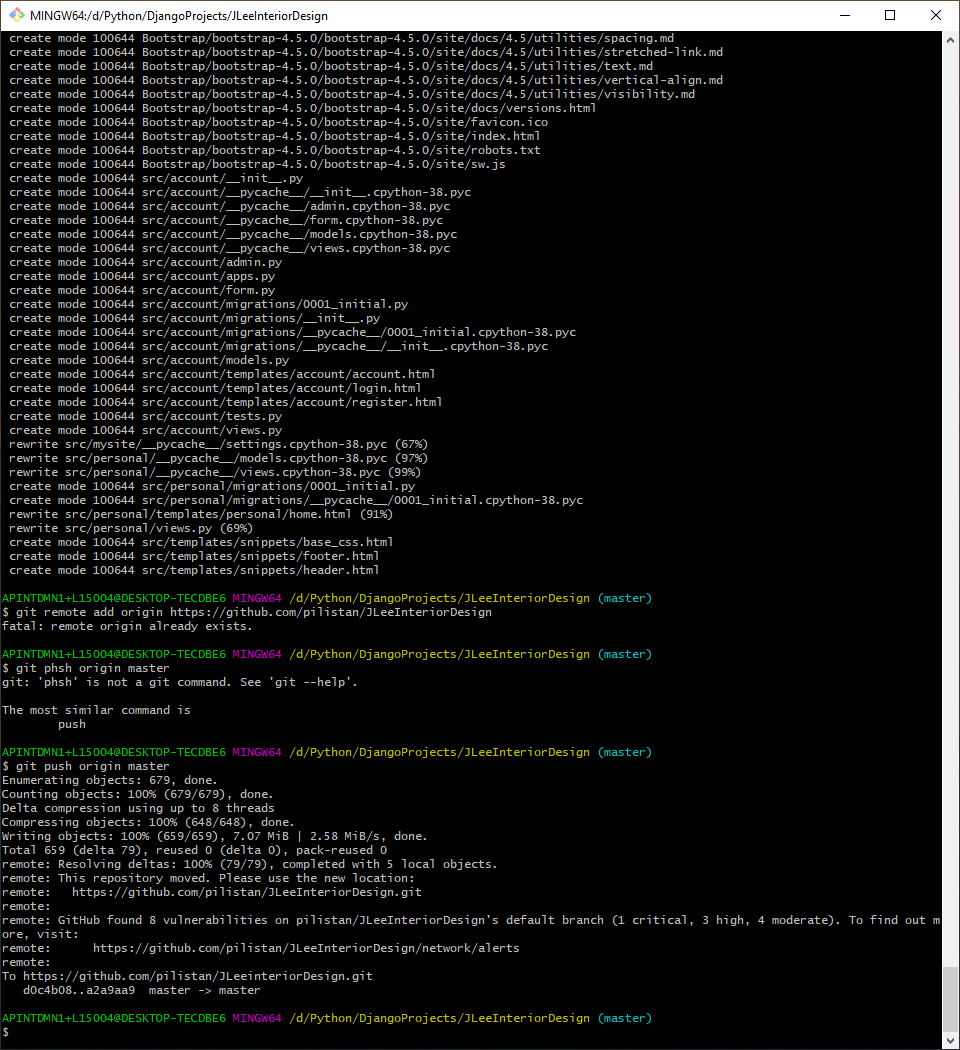 MINGW64:/d/Python/DjangoProjects/JLeeInteriorDesign
create mode 100644 Bootstrap/bootstrap-4.5.0/bootstrap-4.5.0/site/docs/4.5/utilities/spacing.md
create mode 100644 Bootstrap/bootstrap-4.5.0/bootstrap-4.5.0/site/docs/4.5/utilities/stretched-link.md
create mode 100644 Bootstrap/bootstrap-4.5.0/bootstrap-4.5.0/site/docs/4.5/utilities/text.md
create mode 100644 Bootstrap/bootstrap-4.5.0/bootstrap-4.5.0/site/docs/4.5/utilities/vertical-align.md
create mode 100644 Bootstrap/bootstrap-4.5.0/bootstrap-4.5.0/site/docs/4.5/utilities/visibility.md
create mode 100644 Bootstrap/bootstrap-4.5.0/bootstrap-4.5.0/site/docs/versions.html
create mode 100644 Bootstrap/bootstrap-4.5.0/bootstrap-4.5.0/site/favicon.ico
create mode 100644 Bootstrap/bootstrap-4.5.0/bootstrap-4.5.0/site/index.html
create mode 100644 Bootstrap/bootstrap-4.5.0/bootstrap-4.5.0/site/robots.txt
create mode 100644 Bootstrap/bootstrap-4.5.0/bootstrap-4.5.0/site/sw.js
create mode 100644 src/account/__init__.py
create mode 100644 src/account/__pycache__/__init__.cpython-38.pyc
create mode 100644 src/account/__pycache__/admin.cpython-38.pyc
create mode 100644 src/account/__pycache__/form.cpython-38.pyc
create mode 100644 src/account/__pycache__/models.cpython-38.pyc
create mode 100644 src/account/__pycache__/views.cpython-38.pyc
create mode 100644 src/account/admin.py
create mode 100644 src/account/apps.py
create mode 100644 src/account/form.py
create mode 100644 src/account/migrations/0001_initial.py
create mode 100644 src/account/migrations/__init__.py
create mode 100644 src/account/migrations/__pycache__/0001_initial.cpython-38.pyc
create mode 100644 src/account/migrations/__pycache__/__init__.cpython-38.pyc
create mode 100644 src/account/models.py
create mode 100644 src/account/templates/account/account.html
create mode 100644 src/account/templates/account/login.html
create mode 100644 src/account/templates/account/register.html
create mode 100644 src/account/tests.py
create mode 100644 src/account/views.py
rewrite src/mysite/__pycache__/settings.cpython-38.pyc (67%)
rewrite src/personal/__pycache__/models.cpython-38.pyc (97%)
rewrite src/personal/__pycache__/views.cpython-38.pyc (99%)
create mode 100644 src/personal/migrations/0001_initial.py
create mode 100644 src/personal/migrations/__pycache__/0001_initial.cpython-38.pyc
rewrite src/personal/templates/personal/home.html (91%)
rewrite src/personal/views.py (69%)
create mode 100644 src/templates/snippets/base_css.html
create mode 100644 src/templates/snippets/footer.html
create mode 100644 src/templates/snippets/header.html
APINTDMN1+L15004@DESKTOP-TECDBE6 MINGW64 /d/Python/DjangoProjects/JLeeInteriorDesign (master)
$ git remote add origin https://github.com/pilistan/JLeeInteriorDesign
fatal: remote origin already exists.
APINTDMN1+L15004@DESKTOP-TECDBE6 MINGW64 /d/Python/DjangoProjects/JLeeInteriorDesign (master)
$ git phsh origin master
git: 'phsh' is not a git command. See 'git --help'.
The most similar command is
push
APINTDMN1+L15004@DESKTOP-TECDBE6 MINGW64 /d/Python/DjangoProjects/JLeeInteriorDesign (master)
$ git push origin master
Enumerating objects: 679, done.
Counting objects: 100% (679/679), done.
Delta compression using up to 8 threads
Compressing objects: 100% (648/648), done.
Writing objects: 100% (659/659), 7.07 MiB | 2.58 MiB/s, done.
Total 659 (delta 79), reused 0 (delta 0), pack-reused 0
remote: Resolving deltas: 100% (79/79), completed with 5 local objects.
remote: This repository moved. Please use the new location:
remote:   https://github.com/pilistan/JLeeInteriorDesign.git
remote:
remote: GitHub found 8 vulnerabilities on pilistan/JLeeInteriorDesign's default branch (1 critical, 3 high, 4 moderate). To find out m
ore, visit:
remote:      https://github.com/pilistan/JLeeInteriorDesign/network/alerts
remote:
To https://github.com/pilistan/JLeeinteriorDesign.git
d0c4b08..a2a9aa9  master -> master
APINTDMN1+L15004@DESKTOP-TECDBE6 MINGW64 /d/Python/DjangoProjects/JLeeInteriorDesign (master)
$